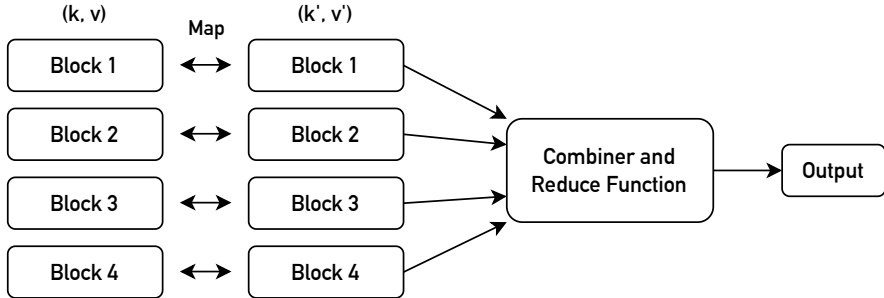 (k, v)
Map
(k', v')
Block 1
Block 1
Block 2
Block 2
Combiner and
Reduce Function
Output
Block 3
Block 3
Block 4
Block 4